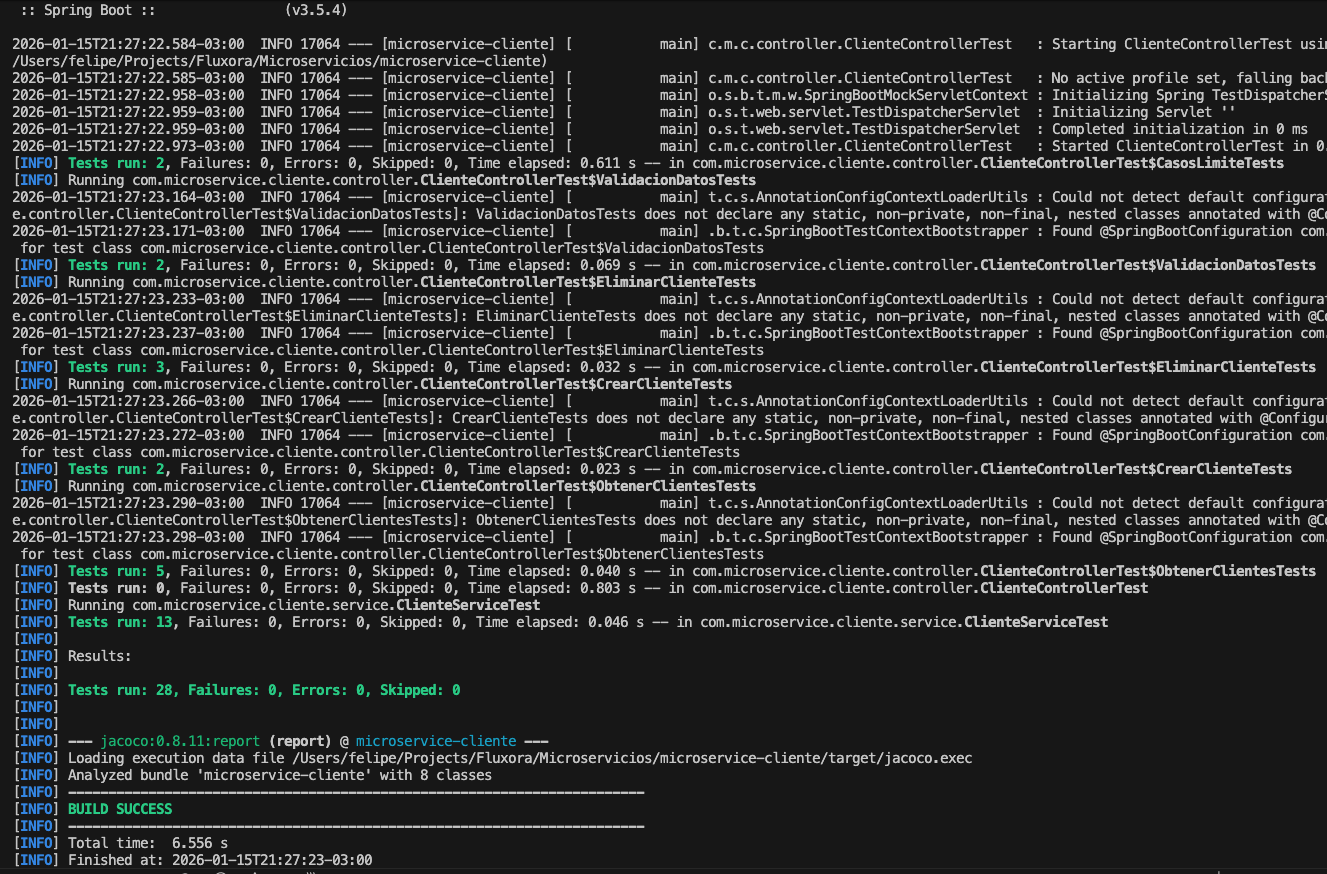 :: Spring Boot ::                (v3.5.4)
2026-01-15T21:27:22.584-03:00  INFO 17064 --- [microservice-cliente] [           main] c.m.c.controller.ClienteControllerTest   : Starting ClienteControllerTest usin
/Users/felipe/Projects/Fluxora/Microservicios/microservice-cliente)
2026-01-15T21:27:22.585-03:00  INFO 17064 --- [microservice-cliente] [           main] c.m.c.controller.ClienteControllerTest   : No active profile set, falling bac
2026-01-15T21:27:22.958-03:00  INFO 17064 --- [microservice-cliente] [           main] o.s.b.t.m.w.SpringBootMockServletContext : Initializing Spring TestDispatcherS
2026-01-15T21:27:22.959-03:00  INFO 17064 --- [microservice-cliente] [           main] o.s.t.web.servlet.TestDispatcherServlet  : Initializing Servlet ''
2026-01-15T21:27:22.959-03:00  INFO 17064 --- [microservice-cliente] [           main] o.s.t.web.servlet.TestDispatcherServlet  : Completed initialization in 0 ms
2026-01-15T21:27:22.973-03:00  INFO 17064 --- [microservice-cliente] [           main] c.m.c.controller.ClienteControllerTest   : Started ClienteControllerTest in 0.
[INFO] Tests run: 2, Failures: 0, Errors: 0, Skipped: 0, Time elapsed: 0.611 s -- in com.microservice.cliente.controller.ClienteControllerTest$CasosLimiteTests
[INFO] Running com.microservice.cliente.controller.ClienteControllerTest$ValidacionDatosTests
2026-01-15T21:27:23.164-03:00  INFO 17064 --- [microservice-cliente] [           main] t.c.s.AnnotationConfigContextLoaderUtils : Could not detect default configurat
e.controller.ClienteControllerTest$ValidacionDatosTests]: ValidacionDatosTests does not declare any static, non-private, non-final, nested classes annotated with @Co
2026-01-15T21:27:23.171-03:00  INFO 17064 --- [microservice-cliente] [           main] .b.t.c.SpringBootTestContextBootstrapper : Found @SpringBootConfiguration com.
for test class com.microservice.cliente.controller.ClienteControllerTest$ValidacionDatosTests
[INFO] Tests run: 2, Failures: 0, Errors: 0, Skipped: 0, Time elapsed: 0.069 s -- in com.microservice.cliente.controller.ClienteControllerTest$ValidacionDatosTests
[INFO] Running com.microservice.cliente.controller.ClienteControllerTest$EliminarClienteTests
2026-01-15T21:27:23.233-03:00  INFO 17064 --- [microservice-cliente] [           main] t.c.s.AnnotationConfigContextLoaderUtils : Could not detect default configurat
e.controller.ClienteControllerTest$EliminarClienteTests]: EliminarClienteTests does not declare any static, non-private, non-final, nested classes annotated with @Co
2026-01-15T21:27:23.237-03:00  INFO 17064 --- [microservice-cliente] [           main] .b.t.c.SpringBootTestContextBootstrapper : Found @SpringBootConfiguration com.
for test class com.microservice.cliente.controller.ClienteControllerTest$EliminarClienteTests
[INFO] Tests run: 3, Failures: 0, Errors: 0, Skipped: 0, Time elapsed: 0.032 s -- in com.microservice.cliente.controller.ClienteControllerTest$EliminarClienteTests
[INFO] Running com.microservice.cliente.controller.ClienteControllerTest$CrearClienteTests
2026-01-15T21:27:23.266-03:00  INFO 17064 --- [microservice-cliente] [           main] t.c.s.AnnotationConfigContextLoaderUtils : Could not detect default configurat
e.controller.ClienteControllerTest$CrearClienteTests]: CrearClienteTests does not declare any static, non-private, non-final, nested classes annotated with @Configur
2026-01-15T21:27:23.272-03:00  INFO 17064 --- [microservice-cliente] [           main] .b.t.c.SpringBootTestContextBootstrapper : Found @SpringBootConfiguration com.
for test class com.microservice.cliente.controller.ClienteControllerTest$CrearClienteTests
[INFO] Tests run: 2, Failures: 0, Errors: 0, Skipped: 0, Time elapsed: 0.023 s -- in com.microservice.cliente.controller.ClienteControllerTest$CrearClienteTests
[INFO] Running com.microservice.cliente.controller.ClienteControllerTest$ObtenerClientesTests
2026-01-15T21:27:23.290-03:00  INFO 17064 --- [microservice-cliente] [           main] t.c.s.AnnotationConfigContextLoaderUtils : Could not detect default configurat
e.controller.ClienteControllerTest$ObtenerClientesTests]: ObtenerClientesTests does not declare any static, non-private, non-final, nested classes annotated with @Co
2026-01-15T21:27:23.298-03:00  INFO 17064 --- [microservice-cliente] [           main] .b.t.c.SpringBootTestContextBootstrapper : Found @SpringBootConfiguration com.
for test class com.microservice.cliente.controller.ClienteControllerTest$ObtenerClientesTests
[INFO] Tests run: 5, Failures: 0, Errors: 0, Skipped: 0, Time elapsed: 0.040 s -- in com.microservice.cliente.controller.ClienteControllerTest$ObtenerClientesTests
[INFO] Tests run: 0, Failures: 0, Errors: 0, Skipped: 0, Time elapsed: 0.803 s -- in com.microservice.cliente.controller.ClienteControllerTest
[INFO] Running com.microservice.cliente.service.ClienteServiceTest
[INFO] Tests run: 13, Failures: 0, Errors: 0, Skipped: 0, Time elapsed: 0.046 s -- in com.microservice.cliente.service.ClienteServiceTest
[INFO]
[INFO] Results:
[INFO]
[INFO] Tests run: 28, Failures: 0, Errors: 0, Skipped: 0
[INFO]
[INFO]
[INFO] --- jacoco:0.8.11:report (report) @ microservice-cliente ---
[INFO] Loading execution data file /Users/felipe/Projects/Fluxora/Microservicios/microservice-cliente/target/jacoco.exec
[INFO] Analyzed bundle 'microservice-cliente' with 8 classes
[INFO] ------------------------------------------------------------------------
[INFO] BUILD SUCCESS
[INFO] ------------------------------------------------------------------------
[INFO] Total time:  6.556 s
[INFO] Finished at: 2026-01-15T21:27:23-03:00